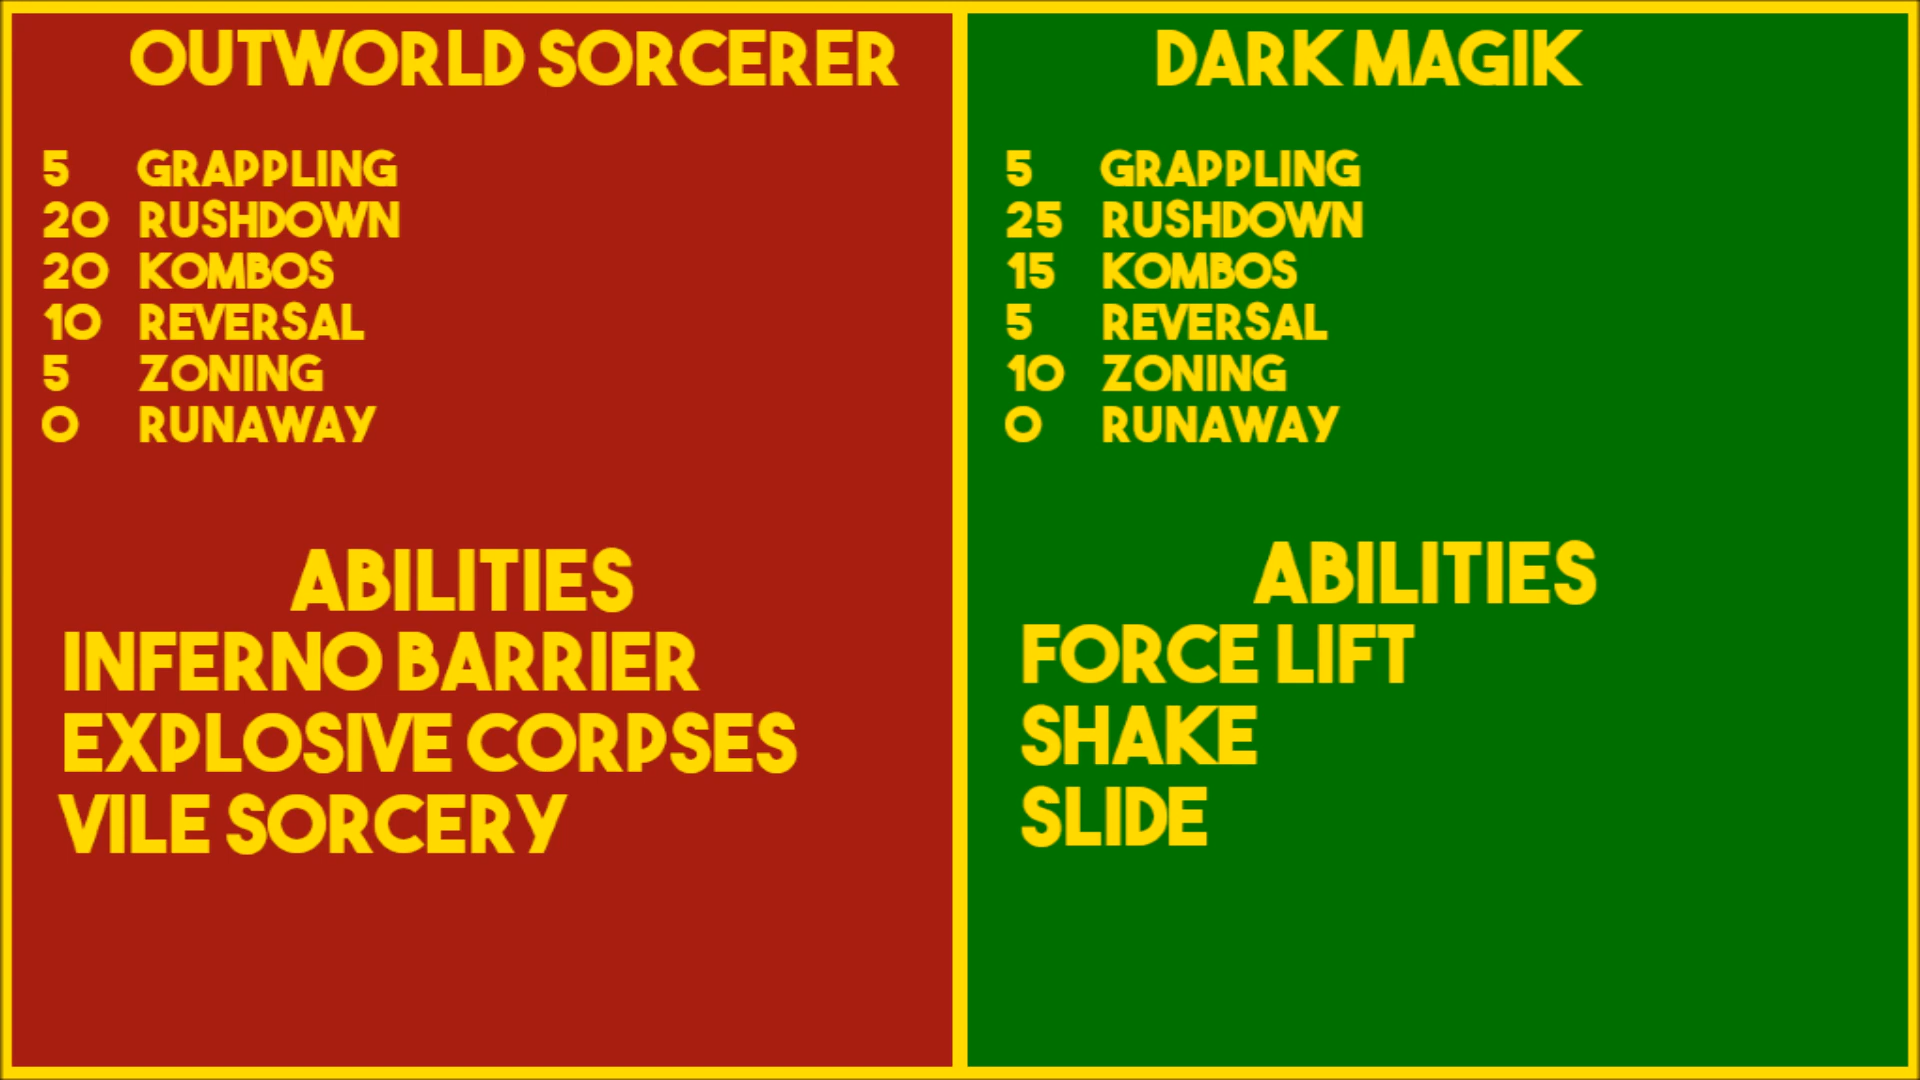 OUTWORLD SORCERER
5 GRAPPLING
20 RUSHDOWN
20 KOMBOS
10 REVERSAL
5 ZONING
0 RUNAWAY
ABILITIES
INFERNO BARRIER
EXPLOSIVE CORPSES
VILE SORCERY
DARK MAGIK
5 GRAPPLING
25 RUSHDOWN
15 KOMBOS
5 REVERSAL
10 ZONING
0 RUNAWAY
ABILITIES
FORCE LIFT
SHAKE
SLIDE